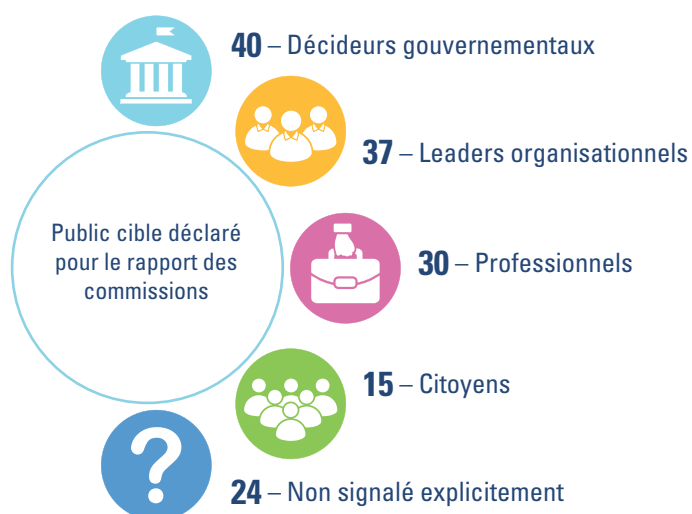 40 – Décideurs gouvernementaux
37 – Leaders organisationnels
Public cible déclaré
pour le rapport des
commissions
30 – Professionnels
15 – Citoyens
?
24 – Non signalé explicitement